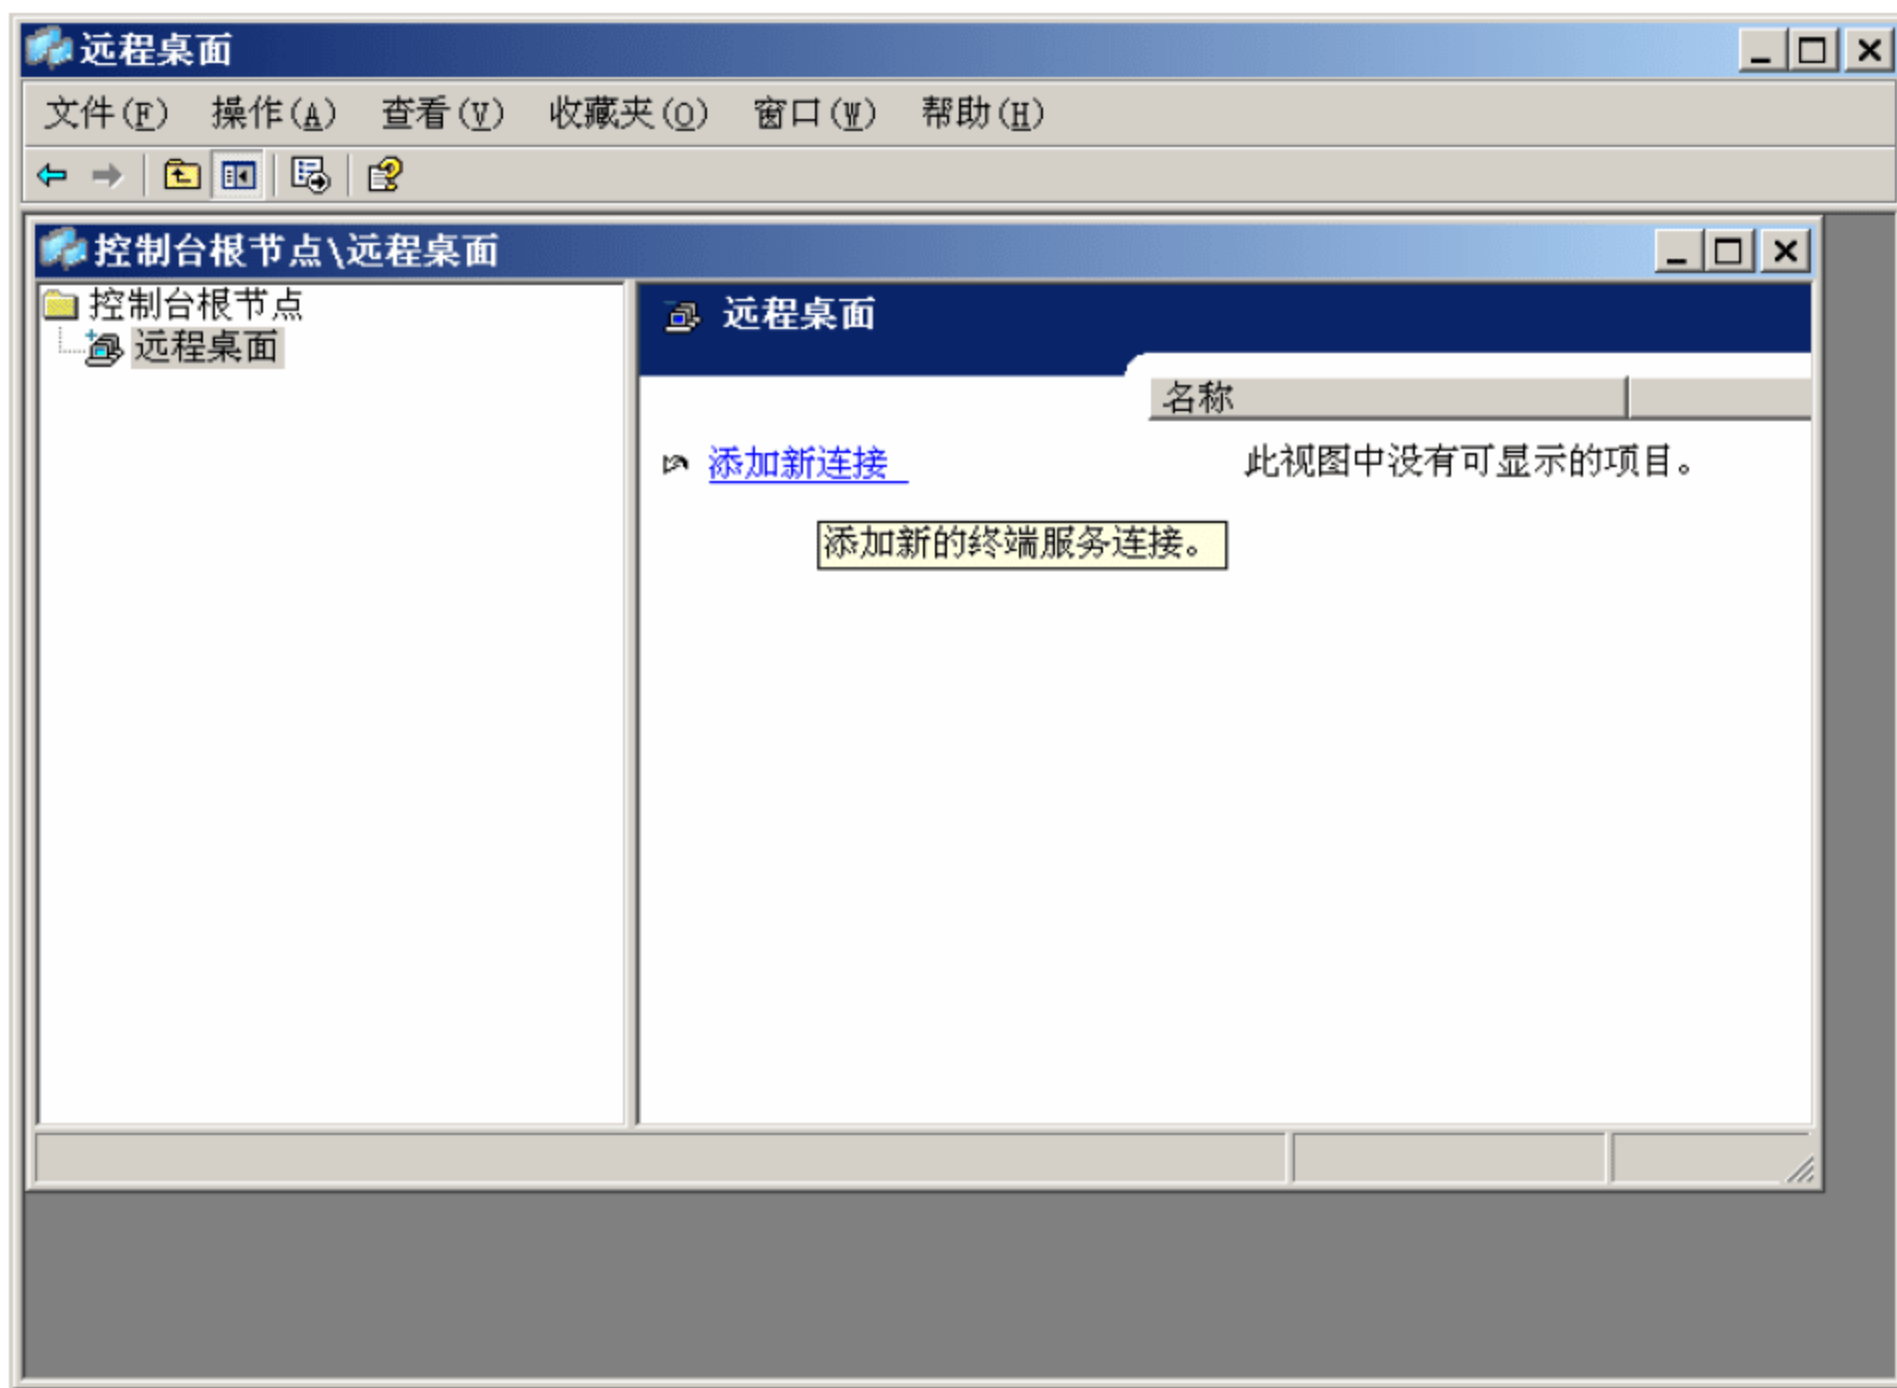 远程桌面
文件(F) 操作(A) 查看(V) 收藏夹(O) 窗口(W) 帮助(H)
控制台根节点\远程桌面
控制台根节点
远程桌面
远程桌面
名称
添加新连接
此视图中没有可显示的项目。
添加新的终端服务连接。